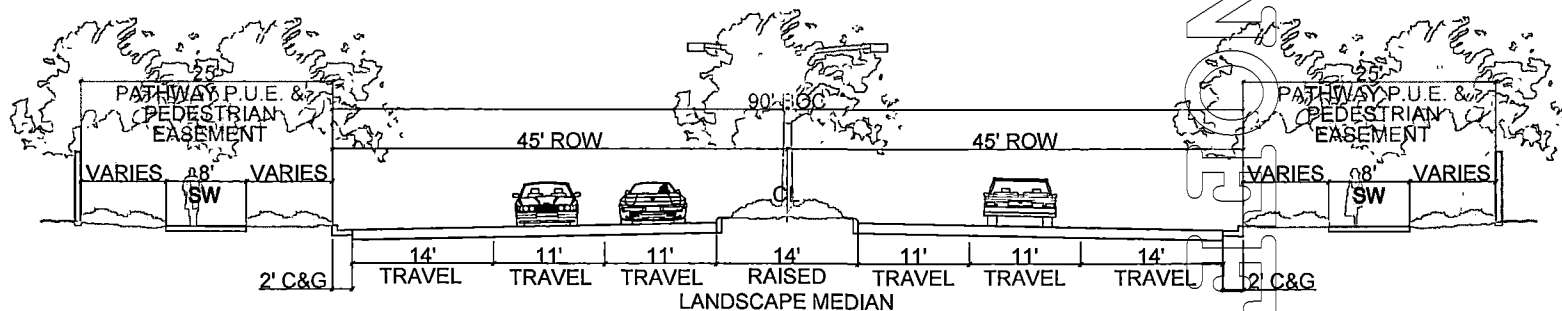 25'
PATHWAY P.U.E. &
PEDESTRIAN
EASEMENT
VARIES 8' VARIES
SW
90'
45' ROW 45' ROW
25'
PATHWAY P.U.E. &
PEDESTRIAN
EASEMENT
VARIES 8' VARIES
SW
2' C&G
14'
TRAVEL
11'
TRAVEL
11'
TRAVEL
14'
RAISED
LANDSCAPE MEDIAN
11'
TRAVEL
11'
TRAVEL
14'
TRAVEL
2' C&G